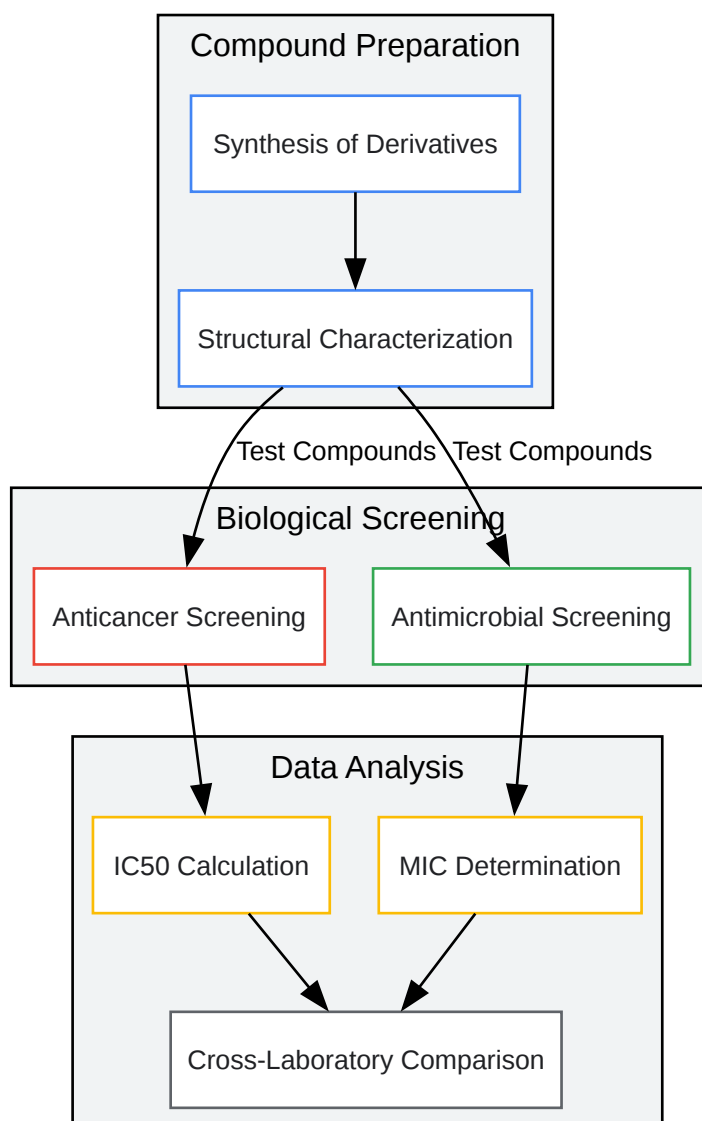 Compound Preparation
Synthesis of Derivatives
Structural Characterization
Test Compounds
Test Compounds
Biological Screening
Anticancer Screening
Antimicrobial Screening
Data Analysis
IC50 Calculation
MIC Determination
Cross-Laboratory Comparison